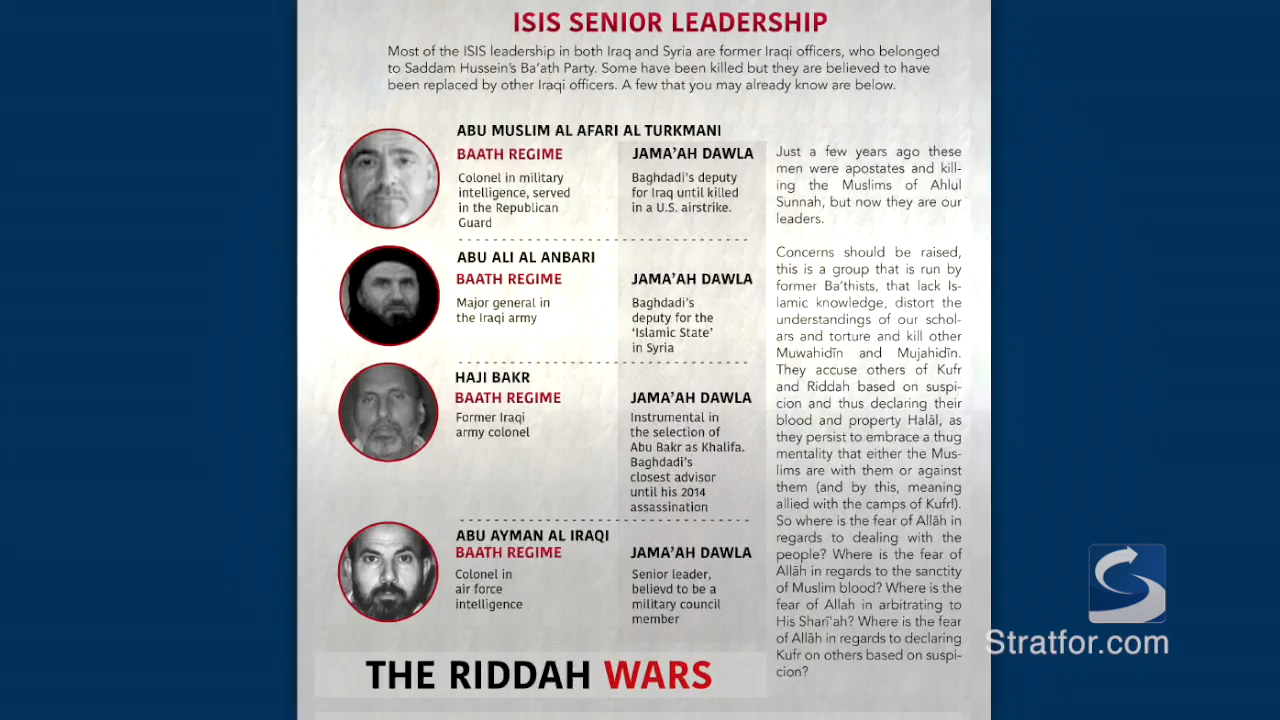 ISIS SENIOR LEADERSHIP
Most of the ISIS leadership in both Iraq and Syria are former Iraqi officers, who belonged
to Saddam Hussein's Ba'ath Party. Some have been killed but they are believed to have
been replaced by other Iraqi officers. A few that you may already know are below.
ABU MUSLIM AL AFARI AL TURKMANI
BAATH REGIME
Colonel in military
intelligence, served
in the Republican
Guard
JAMA'AH DAWLA
Baghdadi's deputy
for Iraq until killed
in a U.S. airstrike.
ABU ALI AL ANBARI
BAATH REGIME
Major general in
the Iraqi army
JAMA'AH DAWLA
Baghdadi's
deputy for the
'Islamic State'
in Syria
HAJI BAKR
BAATH REGIME
Former Iraqi
army colonel
JAMA'AH DAWLA
Instrumental in
the selection of
Abu Bakr as Khalifa.
Baghdadi's
closest advisor
until his 2014
assassination
ABU AYMAN AL IRAQI
BAATH REGIME
Colonel in
air force
intelligence
JAMA'AH DAWLA
Senior leader,
believd to be a
military council
member
Just a few years ago these
men were apostates and kill-
ing the Muslims of Ahlul
Sunnah, but now they are our
leaders.
Concerns should be raised,
this is a group that is run by
former Ba'thists, that lack Is-
lamic knowledge, distort the
understandings of our schol-
ars and torture and kill other
Muwahidīn and Mujahidīn.
They accuse others of Kufr
and Riddah based on suspi-
cion and thus declaring their
blood and property Halāl, as
they persist to embrace a thug
mentality that either the Mus-
lims are with them or against
them (and by this, meaning
allied with the camps of Kufr!).
So where is the fear of Allāh in
regards to dealing with the
people? Where is the fear of
Allāh in regards to the sanctity
of Muslim blood? Where is the
fear of Allah in arbitrating to
His Sharī'ah? Where is the fear
of Allāh in regards to declaring
Kufr on others based on suspi-
cion?
THE RIDDAH WARS
Stratfor.com